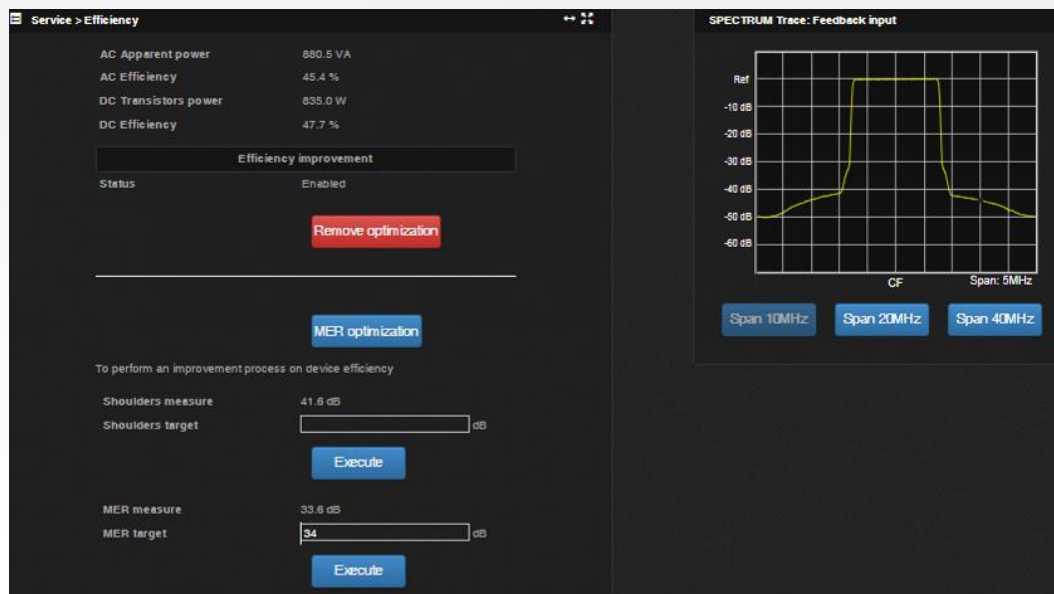 Service > Efficiency
AC Apparent power 880.5 VA
AC Efficiency 45.4 %
DC Transistors power 835.0 W
DC Efficiency 47.7 %
Efficiency improvement
Status Enabled
Remove optimization
MER optimization
To perform an improvement process on device efficiency
Shoulders measure 41.6 dB
Shoulders target dB
Execute
MER measure 33.6 dB
MER target 34 dB
Execute
SPECTRUM Trace: Feedback input
Ref
-10 dB
-20 dB
-30 dB
-40 dB
-50 dB
-60 dB
CF Span: 5MHz
Span 10MHz Span 20MHz Span 40MHz